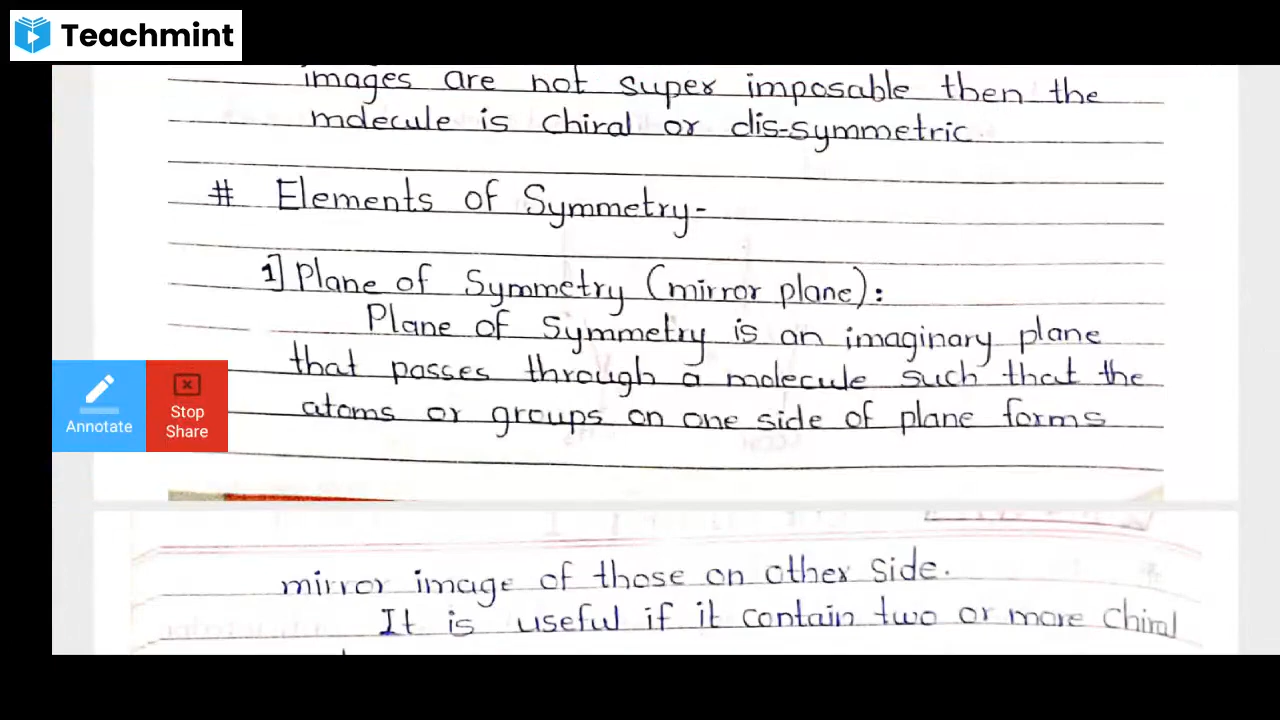 Teachmint
images are not super imposable then the
molecule is chiral or dis-symmetric.
# Elements of Symmetry-
1] Plane of Symmetry (mirror plane):
Plane of Symmetry is an imaginary plane
that passes through a molecule such that the
atoms or groups on one side of plane forms
Annotate
Stop
Share
mirror image of those on other side.
It is useful if it contain two or more Chiral